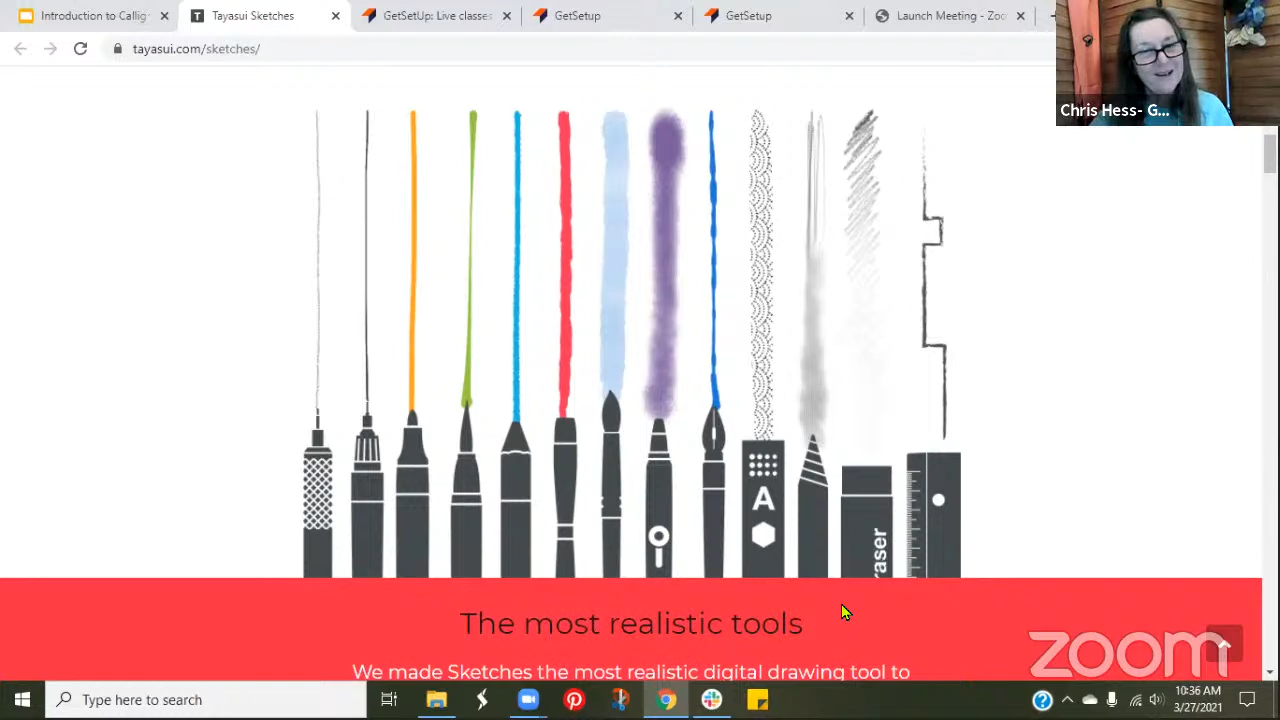 Introduction to Callig
Tayasui Sketches
GetSetUp: Live classes
GetSetup
GetSetup
Launch Meeting - Zoo
tayasui.com/sketches/
Chris Hess- G...
A
raser
The most realistic tools
We made Sketches the most realistic digital drawing tool to
zoom
Type here to search
10:36 AM
3/27/2021